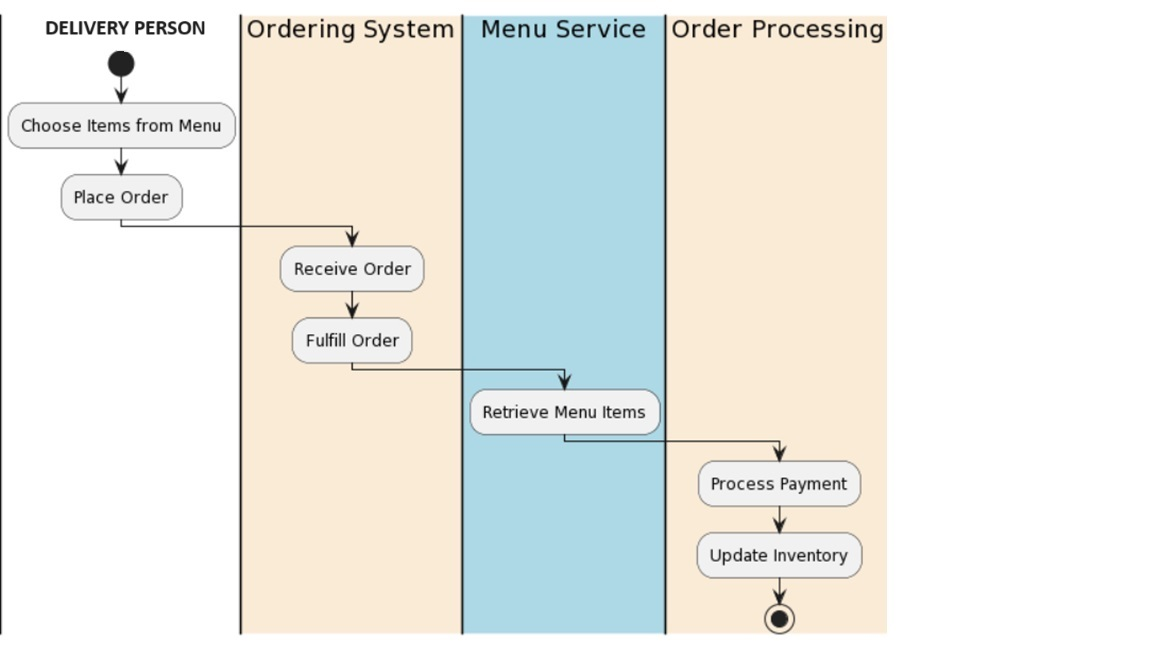 DELIVERY PERSON
Ordering System
Menu Service
Order Processing
Choose Items from Menu
Place Order
Receive Order
Fulfill Order
Retrieve Menu Items
Process Payment
Update Inventory